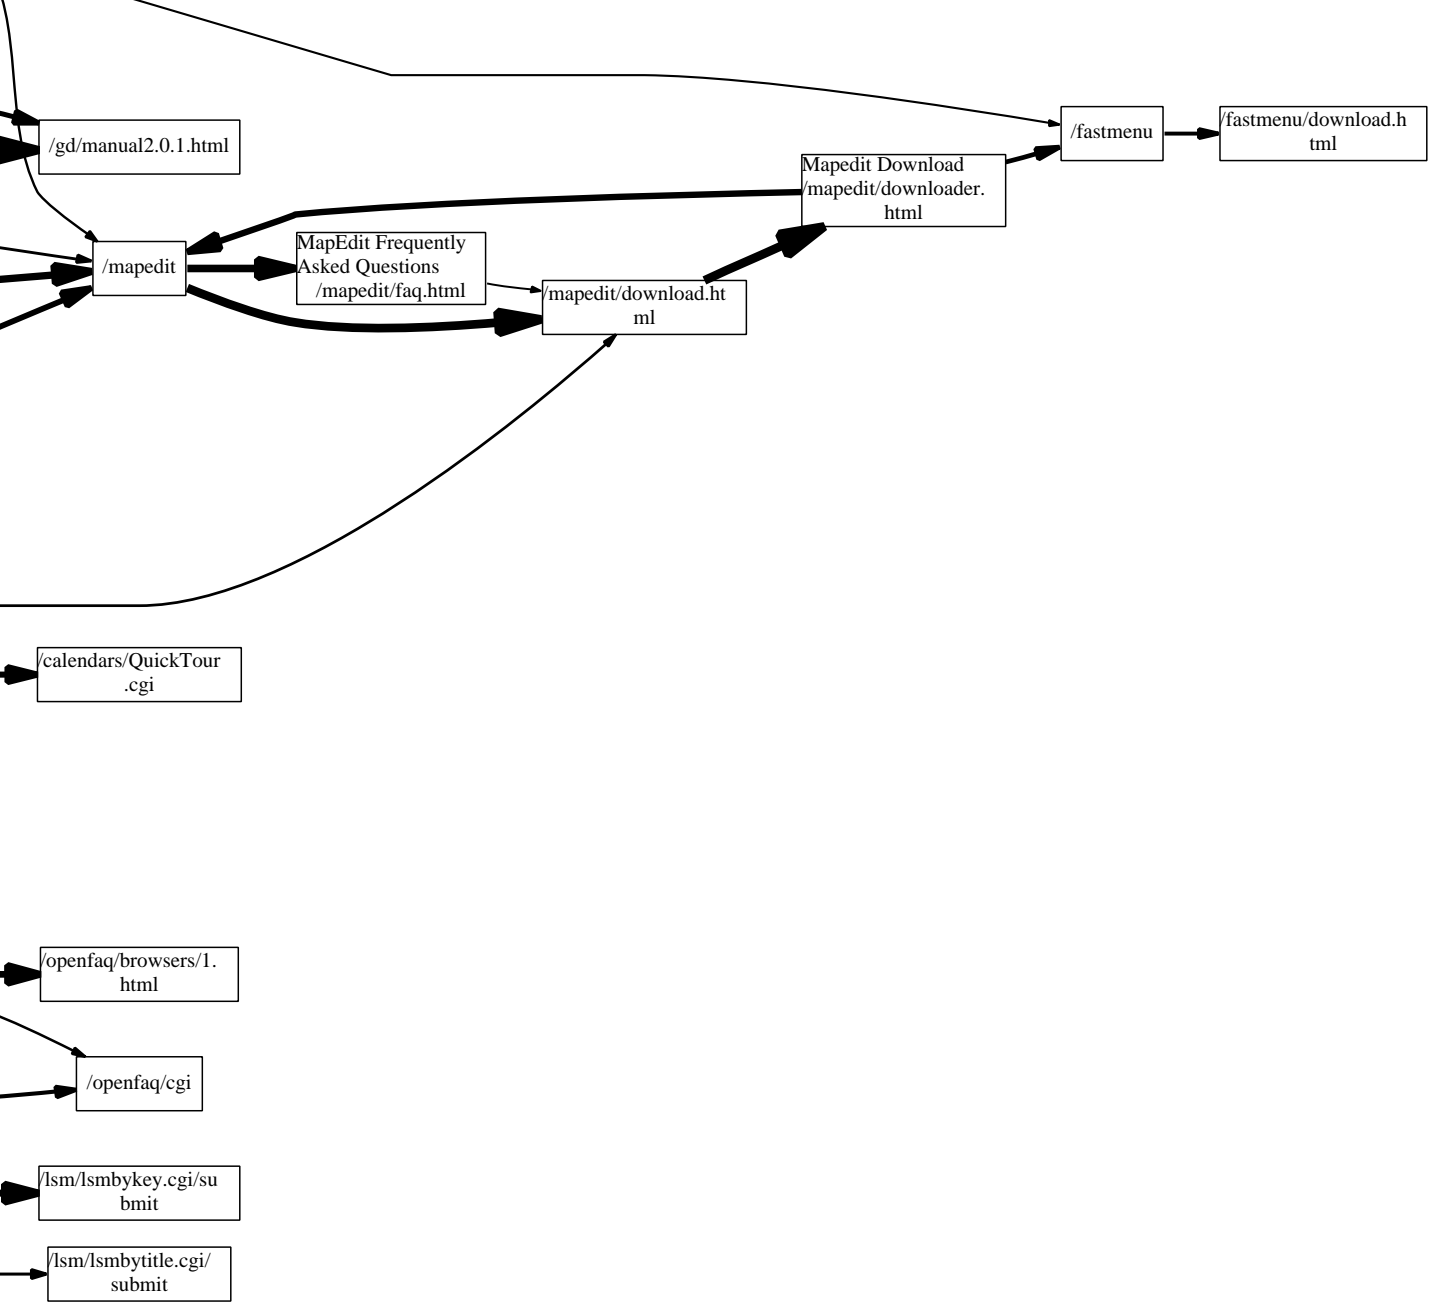 /fastmenu
/fastmenu/download.h
tml
/gd/manual2.0.1.html
Mapedit Download
/mapedit/downloader.
html
/mapedit
MapEdit Frequently
Asked Questions
/mapedit/faq.html
/mapedit/download.ht
ml
/calendars/QuickTour
.cgi
/openfaq/browsers/1.
html
/openfaq/cgi
/lsm/lsmbykey.cgi/su
bmit
/lsm/lsmbytitle.cgi/
submit